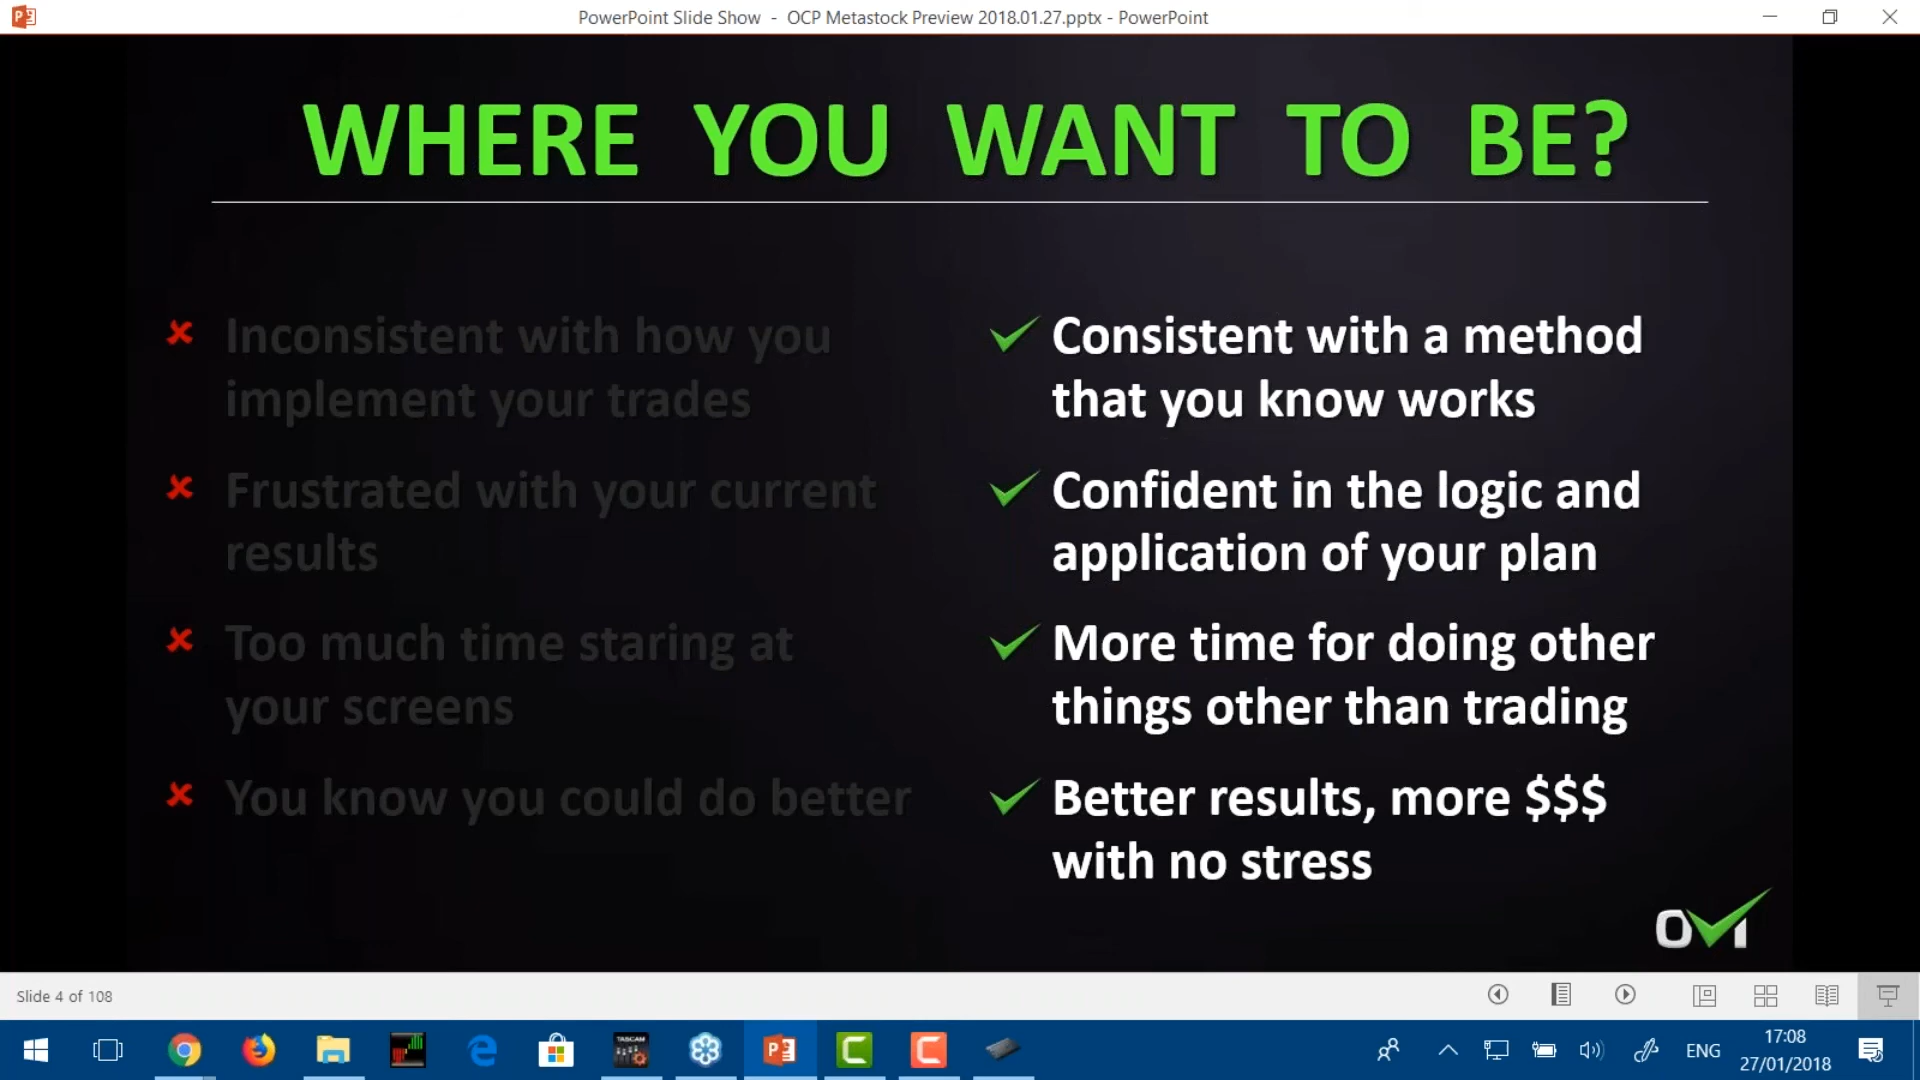 PowerPoint Slide Show - OCP Metastock Preview 2018.01.27.pptx - PowerPoint
WHERE YOU WANT TO BE?
Inconsistent with how you
implement your trades
Frustrated with your current
results
Too much time staring at
your screens
You know you could do better
Consistent with a method
that you know works
Confident in the logic and
application of your plan
More time for doing other
things other than trading
Better results, more $$$
with no stress
OVI
Slide 4 of 108
TASCAM
ENG
17:08
27/01/2018